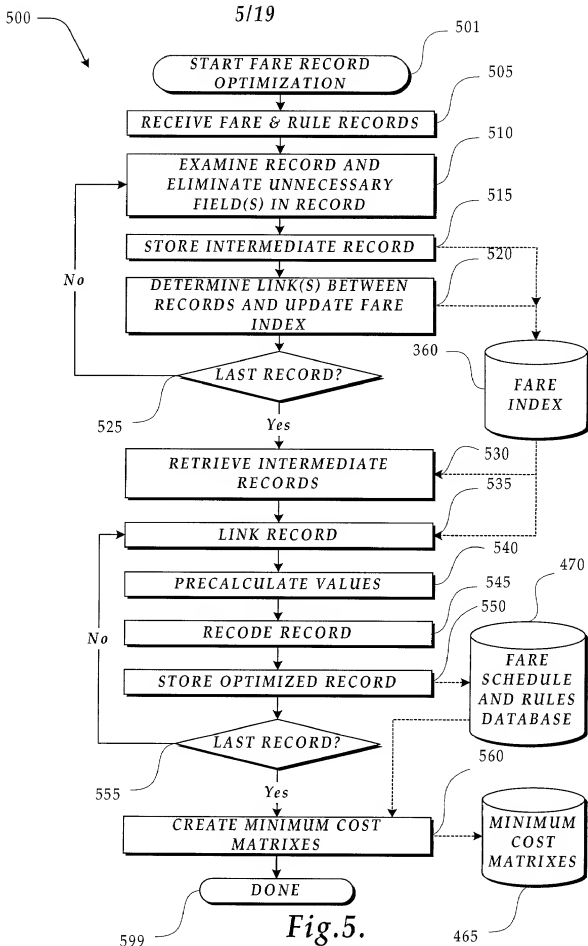 5/19
500
START FARE RECORD
OPTIMIZATION
501
RECEIVE FARE & RULE RECORDS
505
EXAMINE RECORD AND
ELIMINATE UNNECESSARY
FIELD(S) IN RECORD
510
STORE INTERMEDIATE RECORD
515
DETERMINE LINK(S) BETWEEN
RECORDS AND UPDATE FARE
INDEX
520
No
LAST RECORD?
525
Yes
360
FARE
INDEX
RETRIEVE INTERMEDIATE
RECORDS
530
LINK RECORD
535
PRECALCULATE VALUES
540
RECODE RECORD
545
STORE OPTIMIZED RECORD
550
No
470
FARE
SCHEDULE
AND RULES
DATABASE
LAST RECORD?
555
Yes
CREATE MINIMUM COST
MATRIXES
560
MINIMUM
COST
MATRIXES
465
DONE
599
Fig.5.